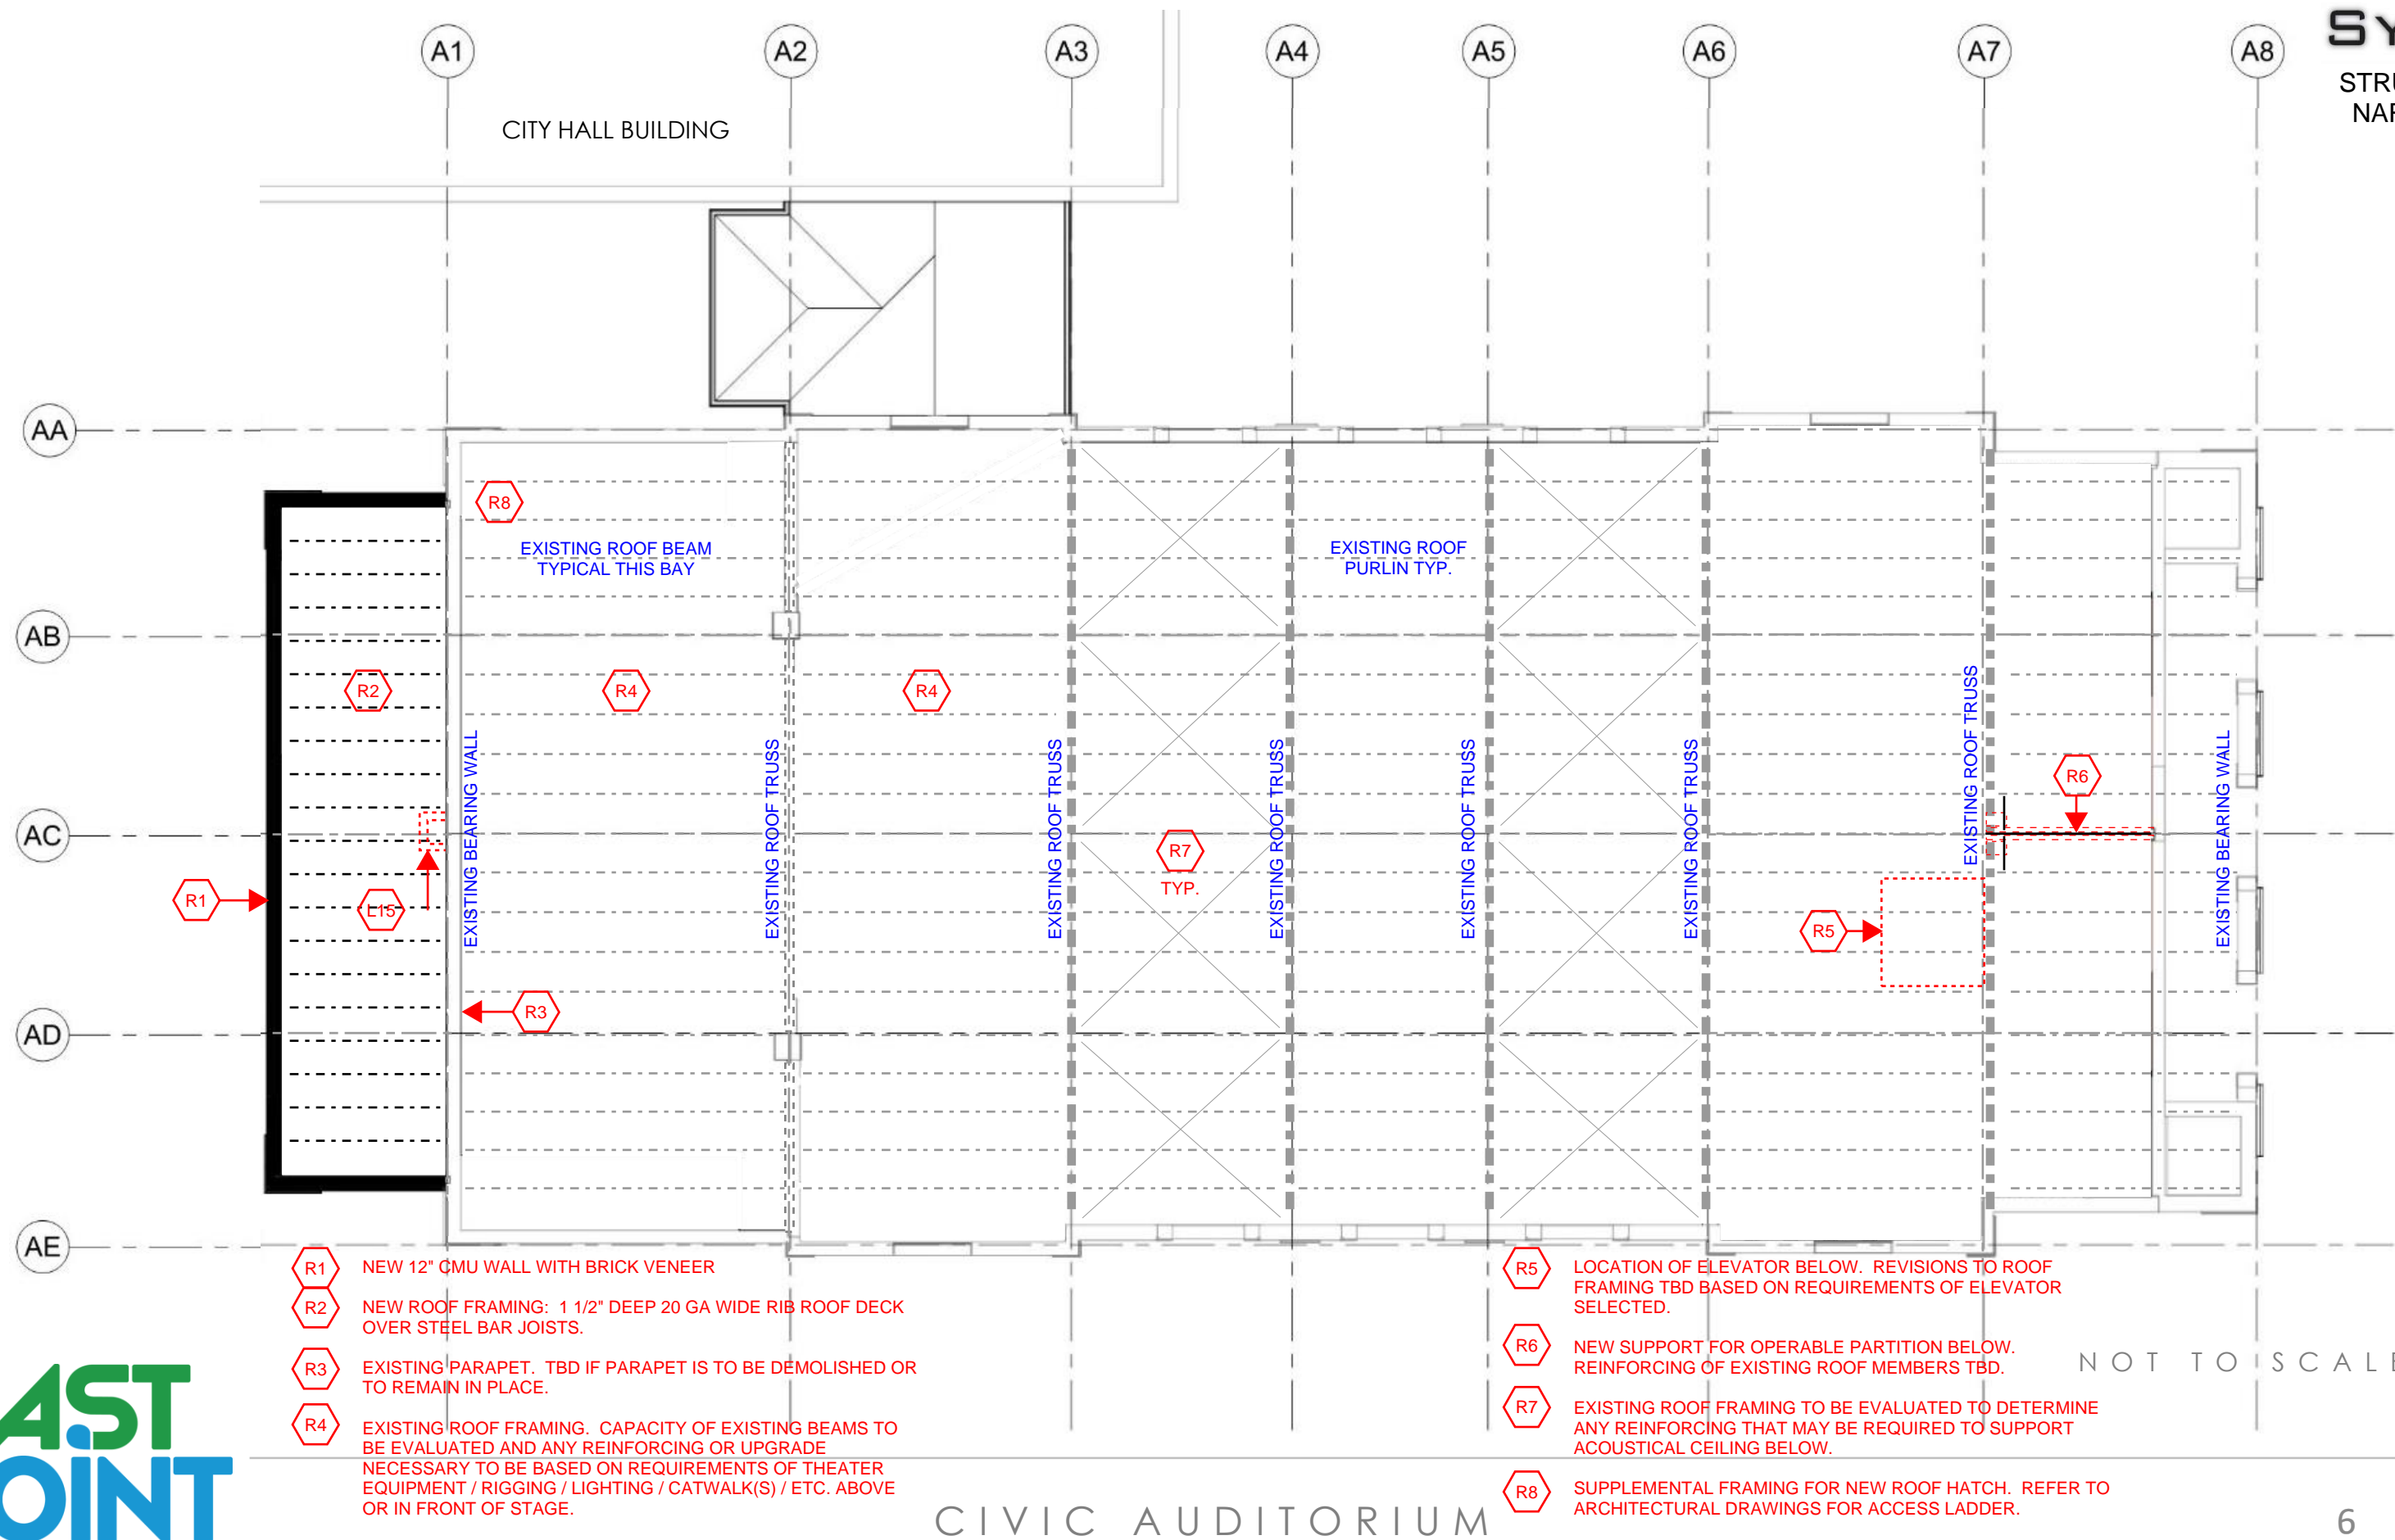 A1
A2
A3
A4
A5
A6
A7
A8
CITY HALL BUILDING
AA
AB
AC
AD
AE
R8
EXISTING ROOF BEAM
TYPICAL THIS BAY
EXISTING ROOF
PURLIN TYP.
R2
R4
R4
R6
R7
TYP.
R1
L15
R5
R3
EXISTING BEARING WALL
EXISTING ROOF TRUSS
EXISTING ROOF TRUSS
EXISTING ROOF TRUSS
EXISTING ROOF TRUSS
EXISTING ROOF TRUSS
EXISTING ROOF TRUSS
EXISTING BEARING WALL
R1 NEW 12" CMU WALL WITH BRICK VENEER
R2 NEW ROOF FRAMING: 1 1/2" DEEP 20 GA WIDE RIB ROOF DECK
OVER STEEL BAR JOISTS.
R3 EXISTING PARAPET. TBD IF PARAPET IS TO BE DEMOLISHED OR
TO REMAIN IN PLACE.
R4 EXISTING ROOF FRAMING. CAPACITY OF EXISTING BEAMS TO
BE EVALUATED AND ANY REINFORCING OR UPGRADE
NECESSARY TO BE BASED ON REQUIREMENTS OF THEATER
EQUIPMENT / RIGGING / LIGHTING / CATWALK(S) / ETC. ABOVE
OR IN FRONT OF STAGE.
R5 LOCATION OF ELEVATOR BELOW. REVISIONS TO ROOF
FRAMING TBD BASED ON REQUIREMENTS OF ELEVATOR
SELECTED.
R6 NEW SUPPORT FOR OPERABLE PARTITION BELOW.
REINFORCING OF EXISTING ROOF MEMBERS TBD.
R7 EXISTING ROOF FRAMING TO BE EVALUATED TO DETERMINE
ANY REINFORCING THAT MAY BE REQUIRED TO SUPPORT
ACOUSTICAL CEILING BELOW.
R8 SUPPLEMENTAL FRAMING FOR NEW ROOF HATCH. REFER TO
ARCHITECTURAL DRAWINGS FOR ACCESS LADDER.
NOT TO SCALE
AST
OINT
CIVIC AUDITORIUM
6